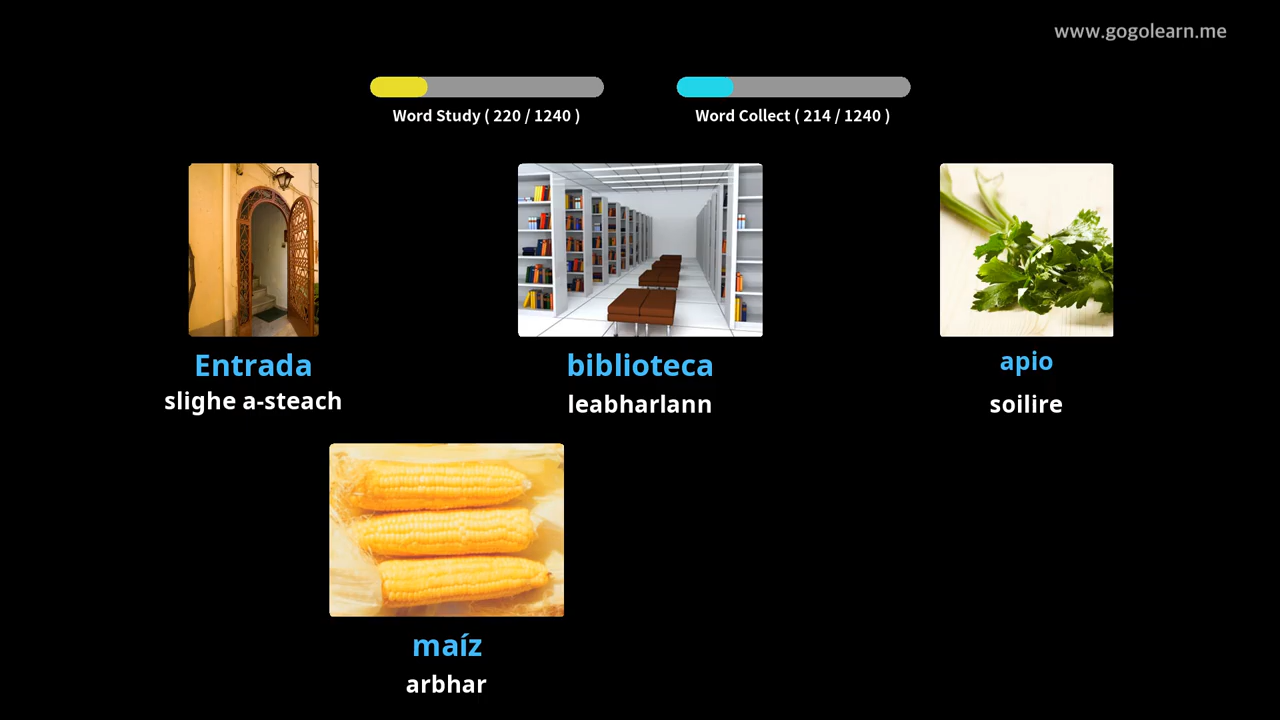 www.gogolearn.me
Word Study ( 220 / 1240 )
Word Collect ( 214 / 1240 )
Entrada
slighe a-steach
biblioteca
leabharlann
apio
soilire
maíz
arbhar